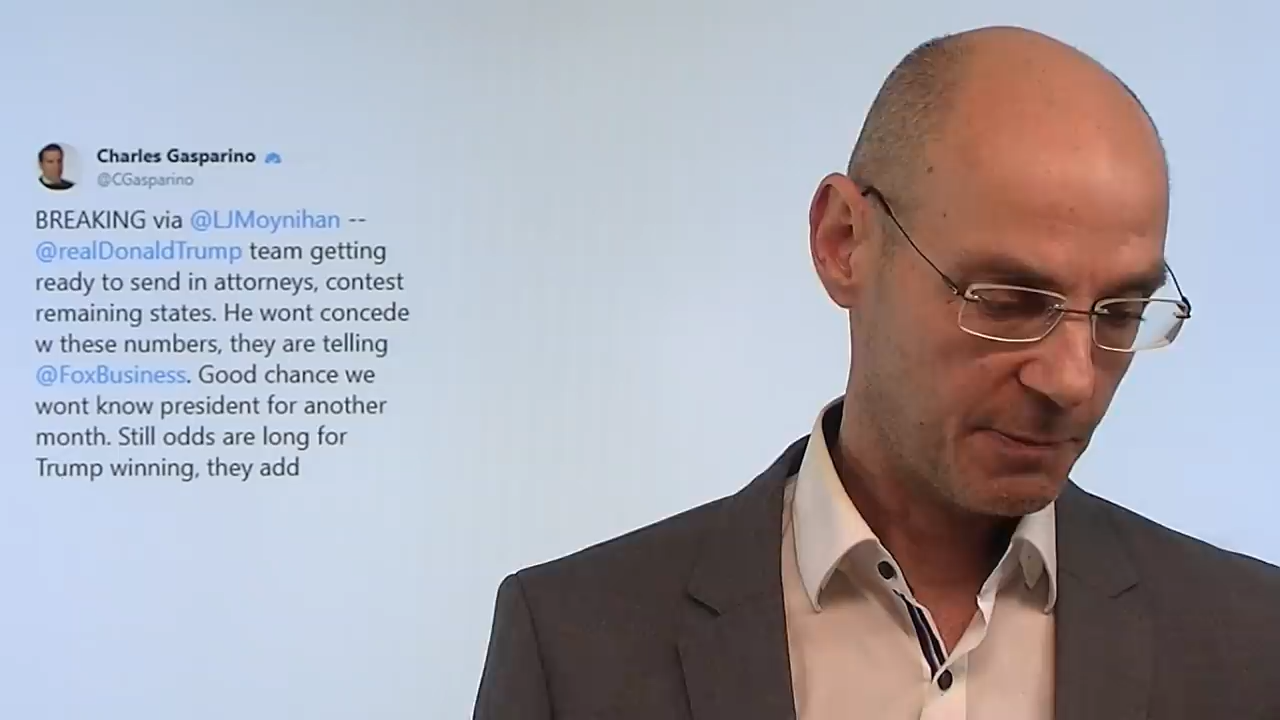 Charles Gasparino
@CGasparino
BREAKING via @LJMoynihan --
@realDonaldTrump team getting
ready to send in attorneys, contest
remaining states. He wont concede
w these numbers, they are telling
@FoxBusiness. Good chance we
wont know president for another
month. Still odds are long for
Trump winning, they add